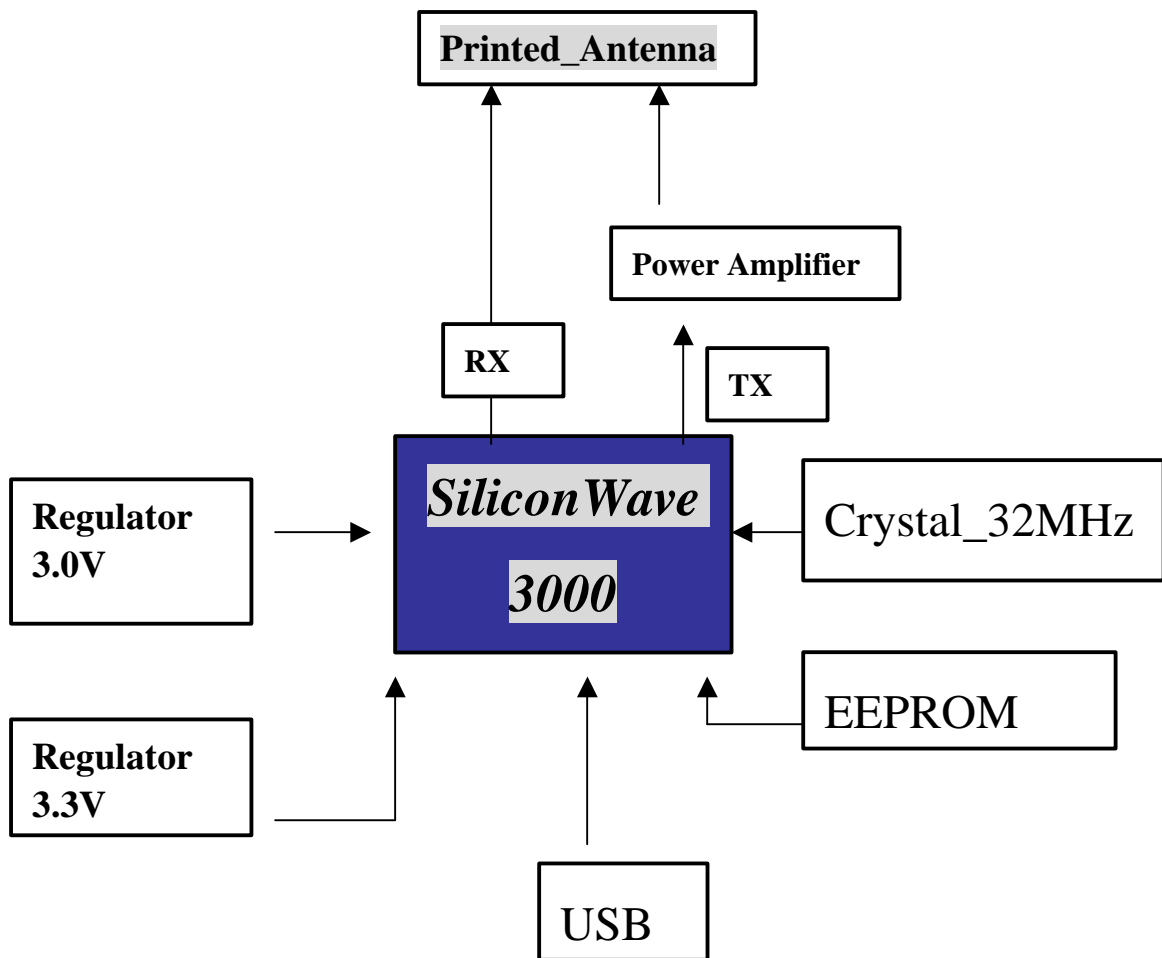 Printed_Antenna
Power Amplifier
RX
TX
SiliconWave
3000
Regulator
3.0V
Crystal_32MHz
EEPROM
Regulator
3.3V
USB